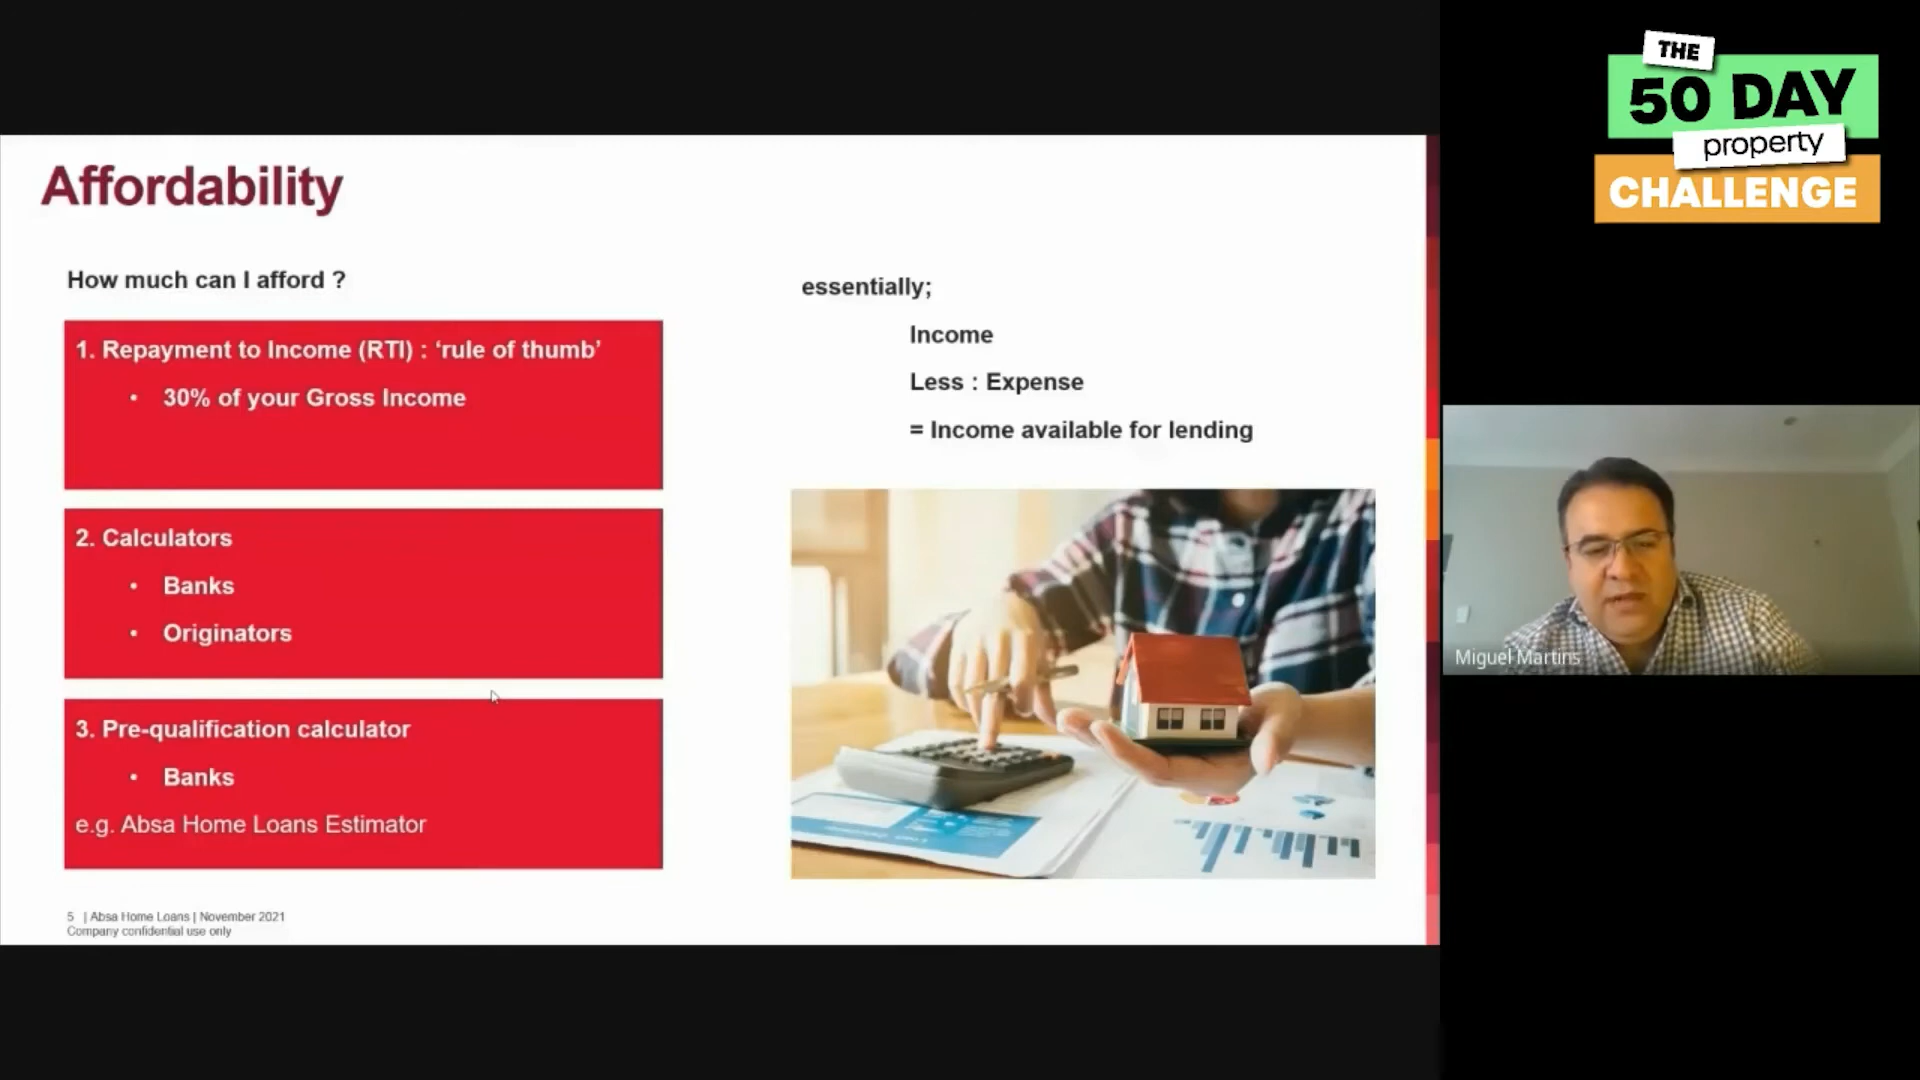 THE
50 DAY
property
CHALLENGE
Affordability
How much can I afford ?
1. Repayment to Income (RTI) : ‘rule of thumb’
• 30% of your Gross Income
2. Calculators
• Banks
• Originators
3. Pre-qualification calculator
• Banks
e.g. Absa Home Loans Estimator
essentially;
Income
Less : Expense
= Income available for lending
5 | Absa Home Loans | November 2021
Company confidential use only
Miguel Martins